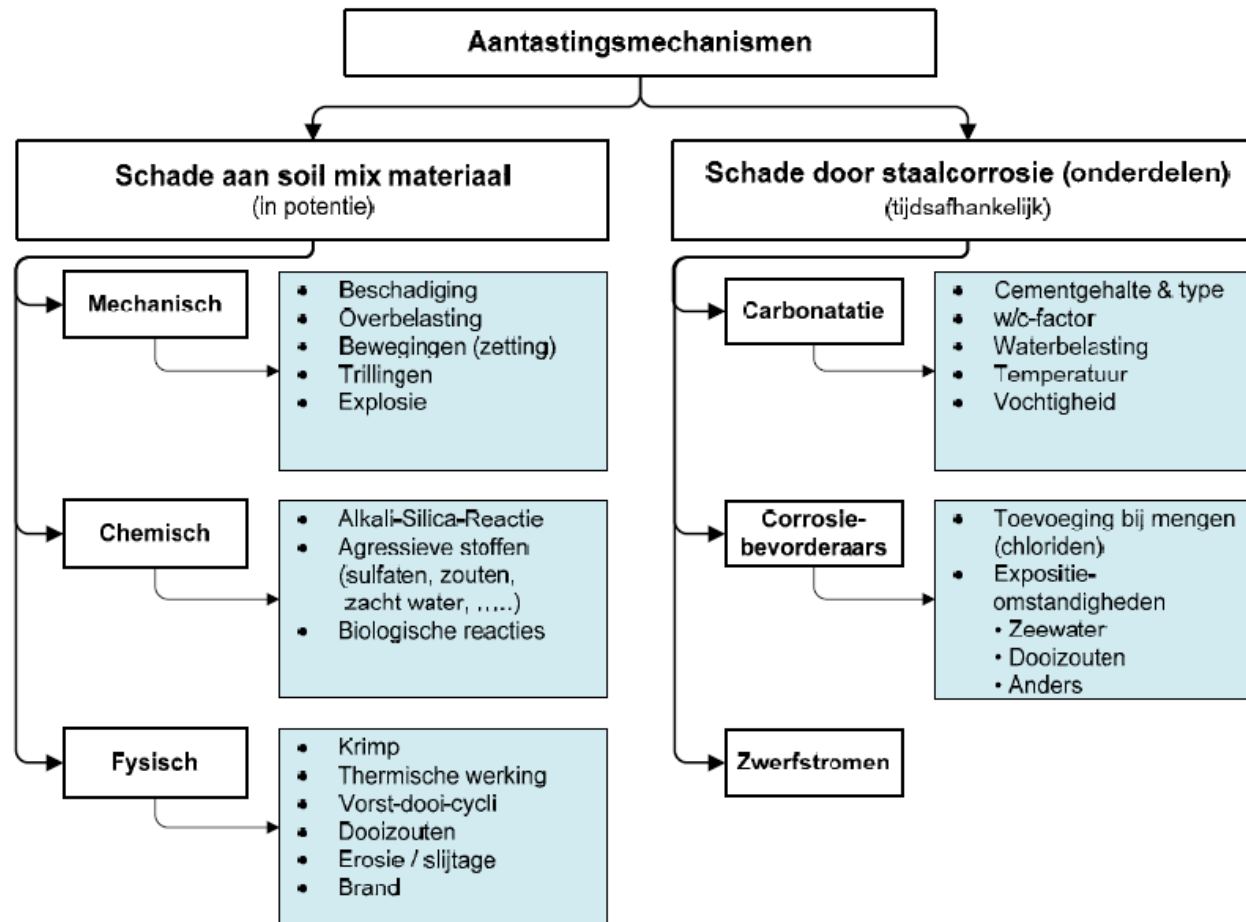 Aantastingsmechanismen
Schade aan soil mix materiaal
(in potentie)
Mechanisch
• Beschadiging
• Overbelasting
• Bewegingen (zetting)
• Trillingen
• Explosie
Chemisch
• Alkali-Silica-Reactie
• Agressieve stoffen
(sulfaten, zouten,
zacht water, .....)
• Biologische reacties
Fysisch
• Krimp
• Thermische werking
• Vorst-dooi-cycli
• Dooizouten
• Erosie / slijtage
• Brand
Schade door staalcorrosie (onderdelen)
(tijdsafhankelijk)
Carbonatatie
• Cementgehalte & type
• w/c-factor
• Waterbelasting
• Temperatuur
• Vochtigheid
Corrosie-
bevorderaars
• Toevoeging bij mengen
(chloriden)
• Expositie-
omstandigheden
• Zeewater
• Dooizouten
• Anders
Zwerfstromen